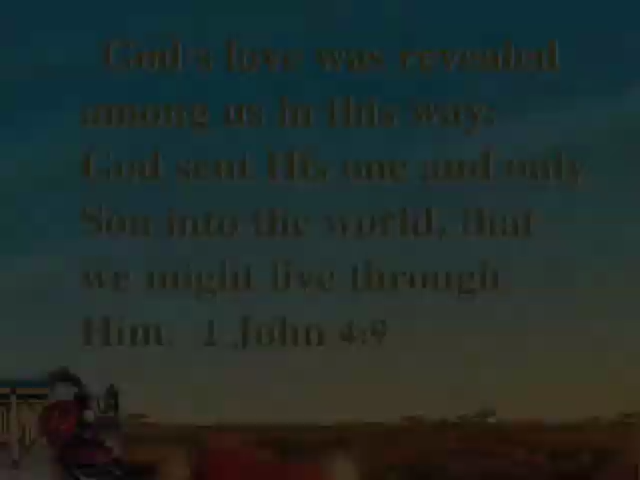 God's love was revealed
among us in this way:
God sent His one and only
Son into the world, that
we might live through
Him.  1 John 4:9